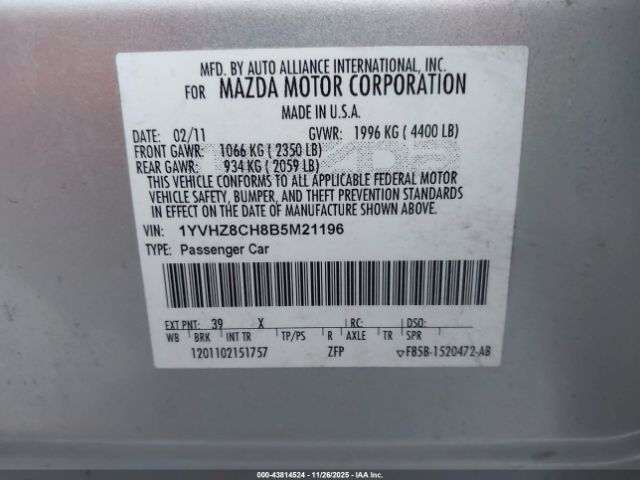 MFD. BY AUTO ALLIANCE INTERNATIONAL, INC.
FOR MAZDA MOTOR CORPORATION
MADE IN U.S.A.
DATE: 02/11 GVWR: 1996 KG ( 4400 LB)
FRONT GAWR: 1066 KG ( 2350 LB)
REAR GAWR: 934 KG ( 2059 LB)
THIS VEHICLE CONFORMS TO ALL APPLICABLE FEDERAL MOTOR
VEHICLE SAFETY, BUMPER, AND THEFT PREVENTION STANDARDS
IN EFFECT ON THE DATE OF MANUFACTURE SHOWN ABOVE.
VIN: 1YVHZ8CH8B5M21196
TYPE: Passenger Car
EXT PNT: 39 X RC: DSO:
WB BRK INT TR TP/PS R AXLE TR SPR
1201102151757 ZFP F85B-1520472-AB
000-43814524 - 11/26/2025 - IAAI.COM